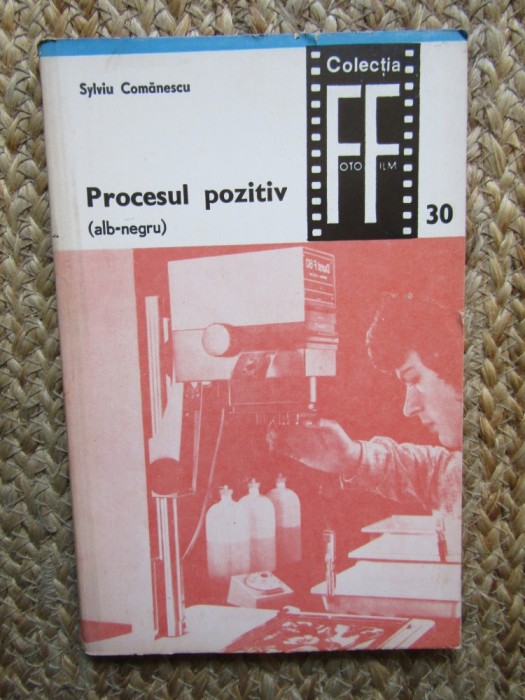 Sylviu Comănescu
Colecția
FF
OTO ILM
Procesul pozitiv
(alb-negru)
30